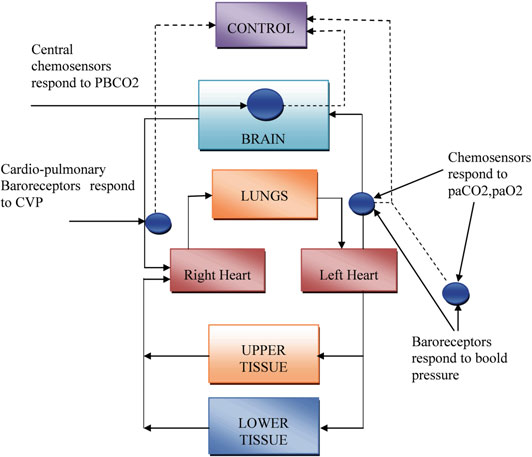 CONTROL
Central
chemosensors
respond to PBCO2
BRAIN
Chemosensors
respond to
paCO2,paO2
Cardio-pulmonary
Baroreceptors respond
to CVP
LUNGS
Right Heart
Left Heart
Baroreceptors
respond to boold
pressure
UPPER
TISSUE
LOWER
TISSUE